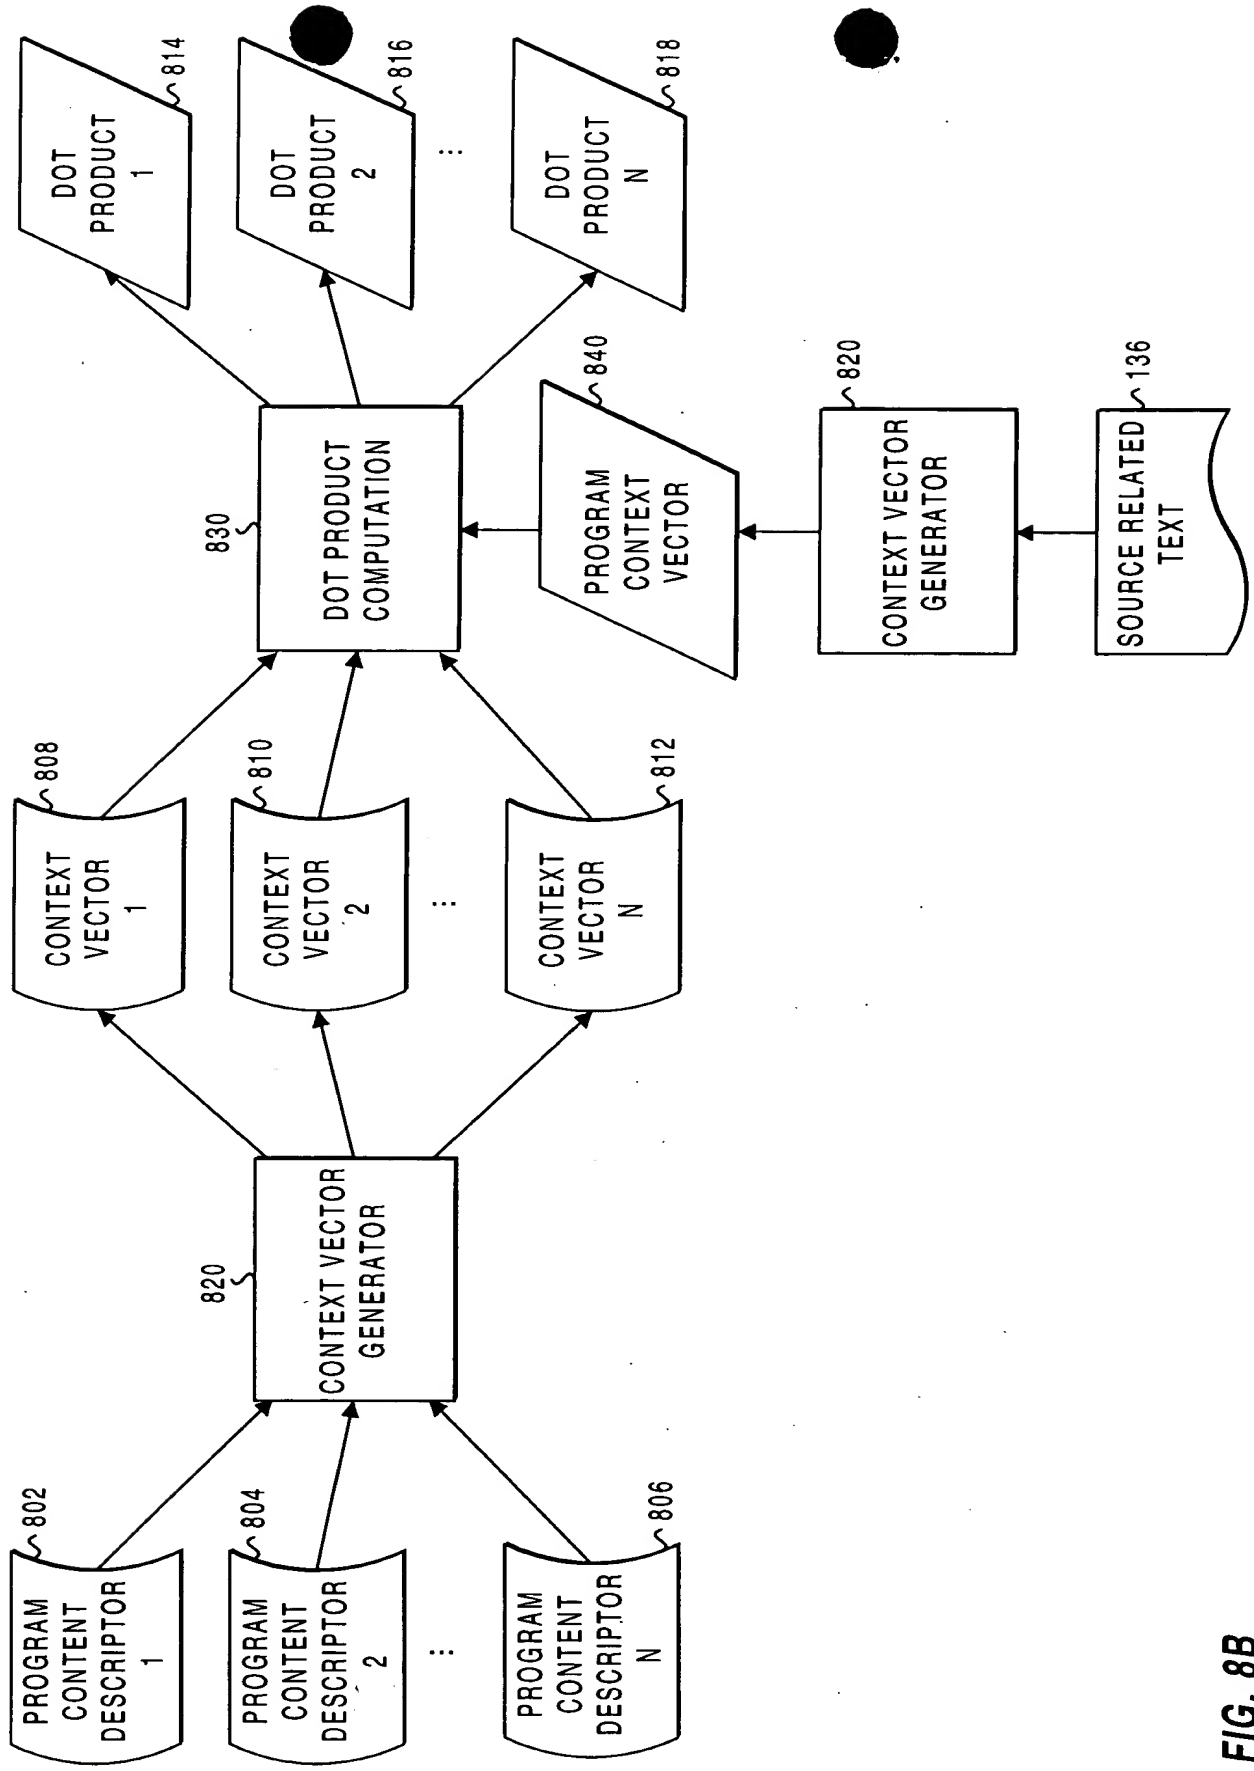 PROGRAM
CONTENT
DESCRIPTOR
1
802
PROGRAM
CONTENT
DESCRIPTOR
2
804
⋮
PROGRAM
CONTENT
DESCRIPTOR
N
806
820
CONTEXT VECTOR
GENERATOR
CONTEXT
VECTOR
1
808
CONTEXT
VECTOR
2
810
⋮
CONTEXT
VECTOR
N
812
830
DOT PRODUCT
COMPUTATION
DOT
PRODUCT
1
814
DOT
PRODUCT
2
816
⋮
DOT
PRODUCT
N
818
PROGRAM
CONTEXT
VECTOR
840
CONTEXT VECTOR
GENERATOR
820
SOURCE RELATED
TEXT
136
FIG. 8B